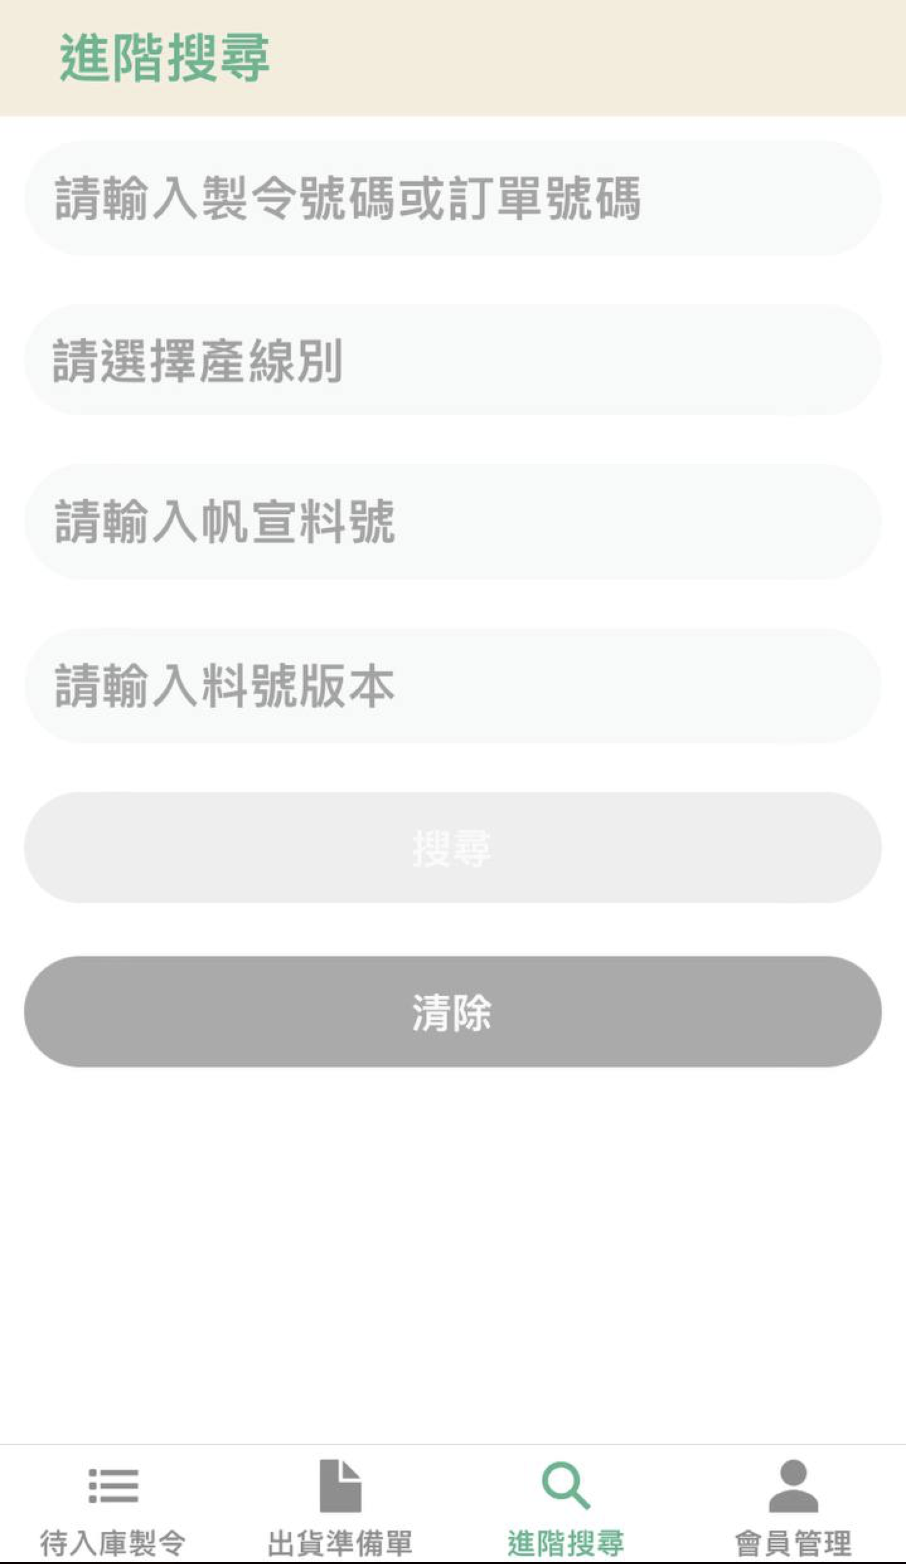 進階搜尋
請輸入製令號碼或訂單號碼
請選擇產線別
請輸入帆宣料號
請輸入料號版本
搜尋
清除
待入庫製令
出貨準備單
進階搜尋
會員管理